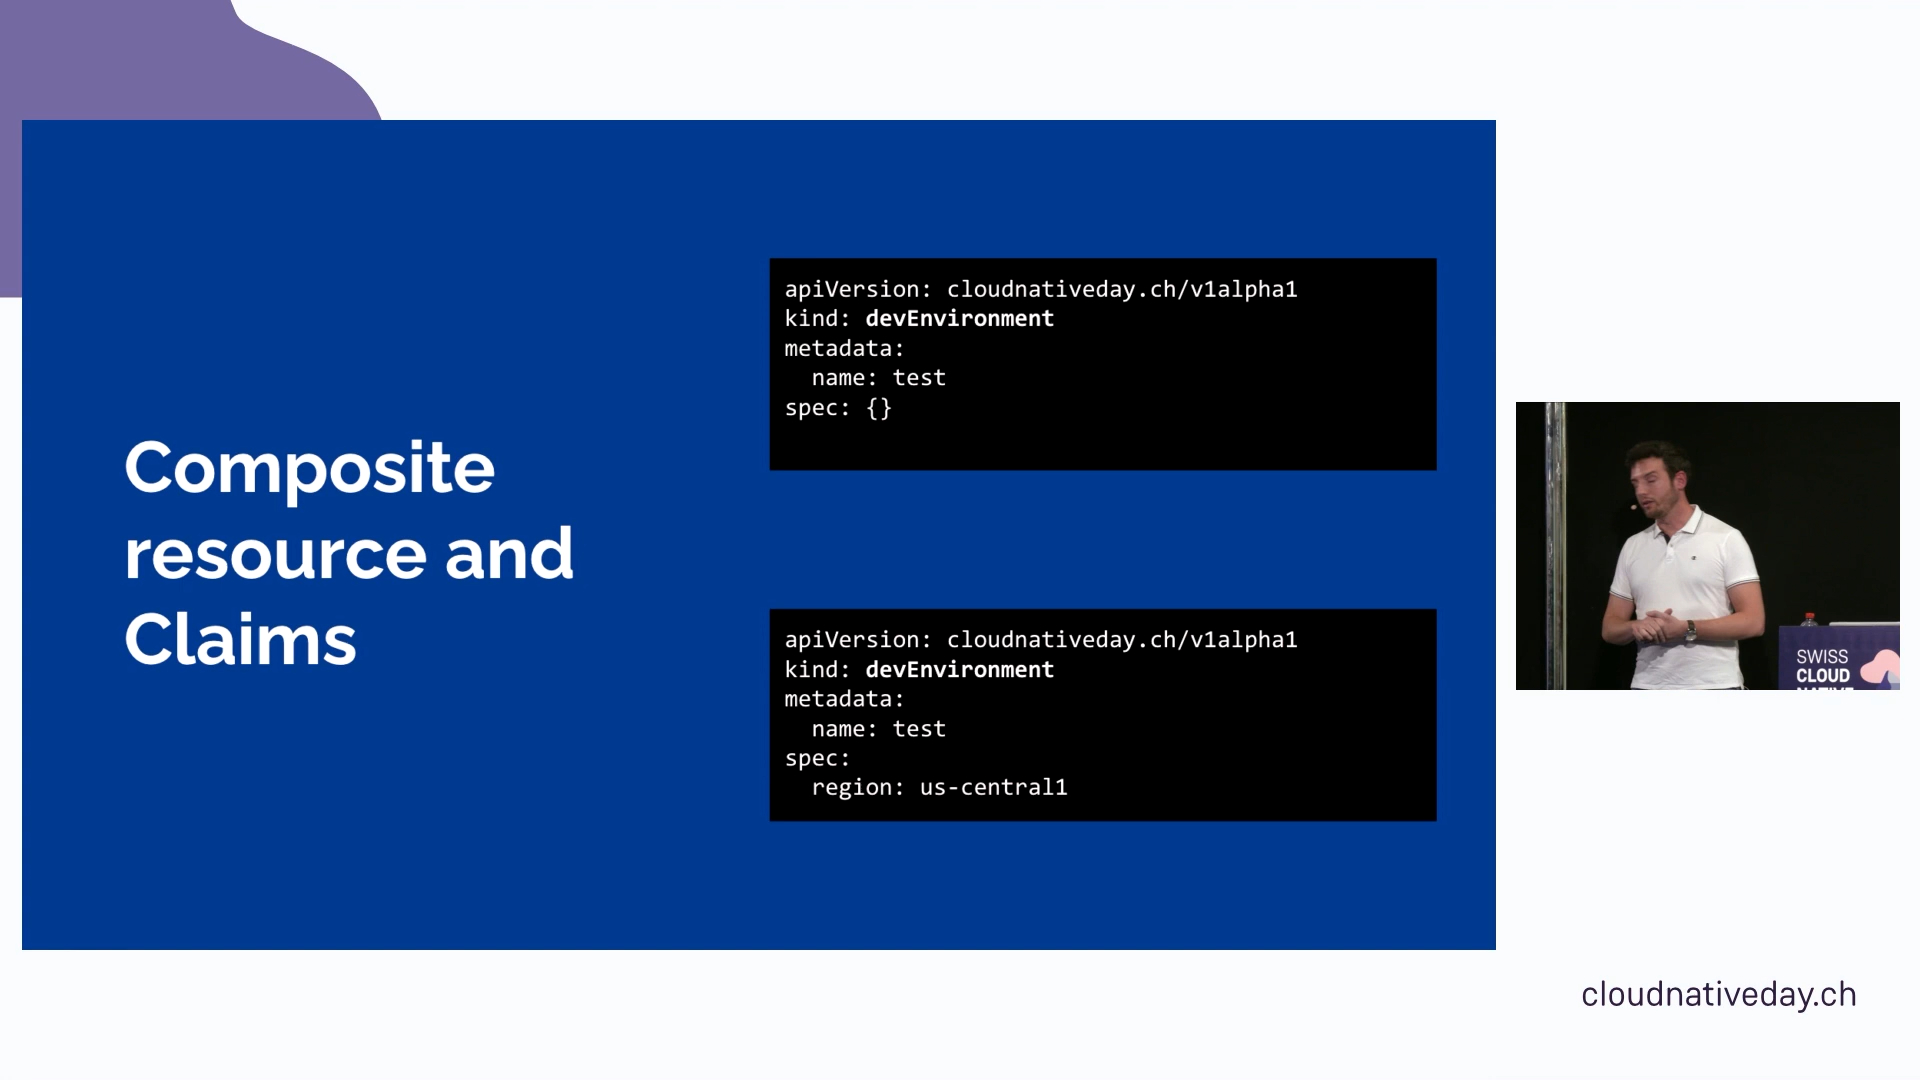 Composite
resource and
Claims
apiVersion: cloudnativeday.ch/v1alpha1
kind: devEnvironment
metadata:
  name: test
spec: {}
apiVersion: cloudnativeday.ch/v1alpha1
kind: devEnvironment
metadata:
  name: test
spec:
  region: us-central1
SWISS
CLOUD
NATIVE
cloudnativeday.ch